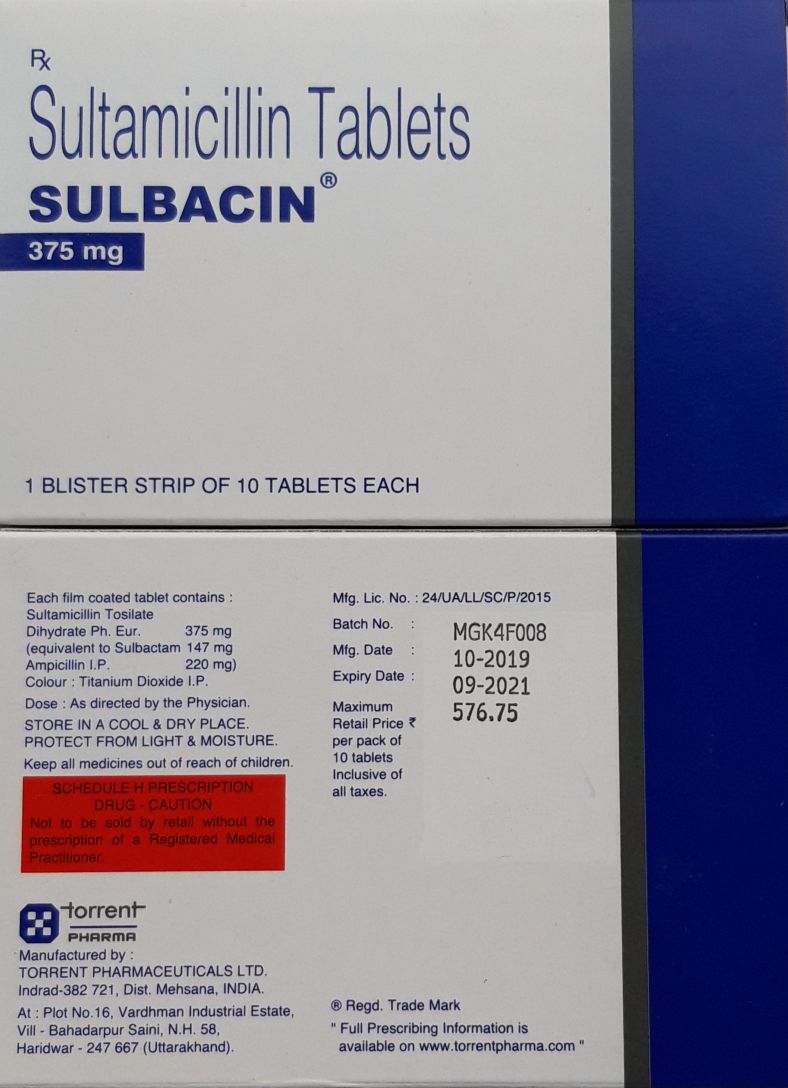 Rx
Sultamicillin Tablets
SULBACIN®
375 mg
1 BLISTER STRIP OF 10 TABLETS EACH
Each film coated tablet contains :
Sultamicillin Tosilate
Dihydrate Ph. Eur. 375 mg
(equivalent to Sulbactam 147 mg
Ampicillin I.P. 220 mg)
Colour : Titanium Dioxide I.P.
Dose : As directed by the Physician.
STORE IN A COOL & DRY PLACE.
PROTECT FROM LIGHT & MOISTURE.
Keep all medicines out of reach of children.
SCHEDULE H PRESCRIPTION
DRUG - CAUTION
Not to be sold by retail without the
prescription of a Registered Medical
Practitioner.
torrent
PHARMA
Manufactured by :
TORRENT PHARMACEUTICALS LTD.
Indrad-382 721, Dist. Mehsana, INDIA.
At : Plot No.16, Vardhman Industrial Estate,
Vill - Bahadarpur Saini, N.H. 58,
Haridwar - 247 667 (Uttarakhand).
Mfg. Lic. No. : 24/UA/LL/SC/P/2015
Batch No. : MGK4F008
Mfg. Date : 10-2019
Expiry Date : 09-2021
Maximum 576.75
Retail Price ₹
per pack of
10 tablets
Inclusive of
all taxes.
® Regd. Trade Mark
" Full Prescribing Information is
available on www.torrentpharma.com "